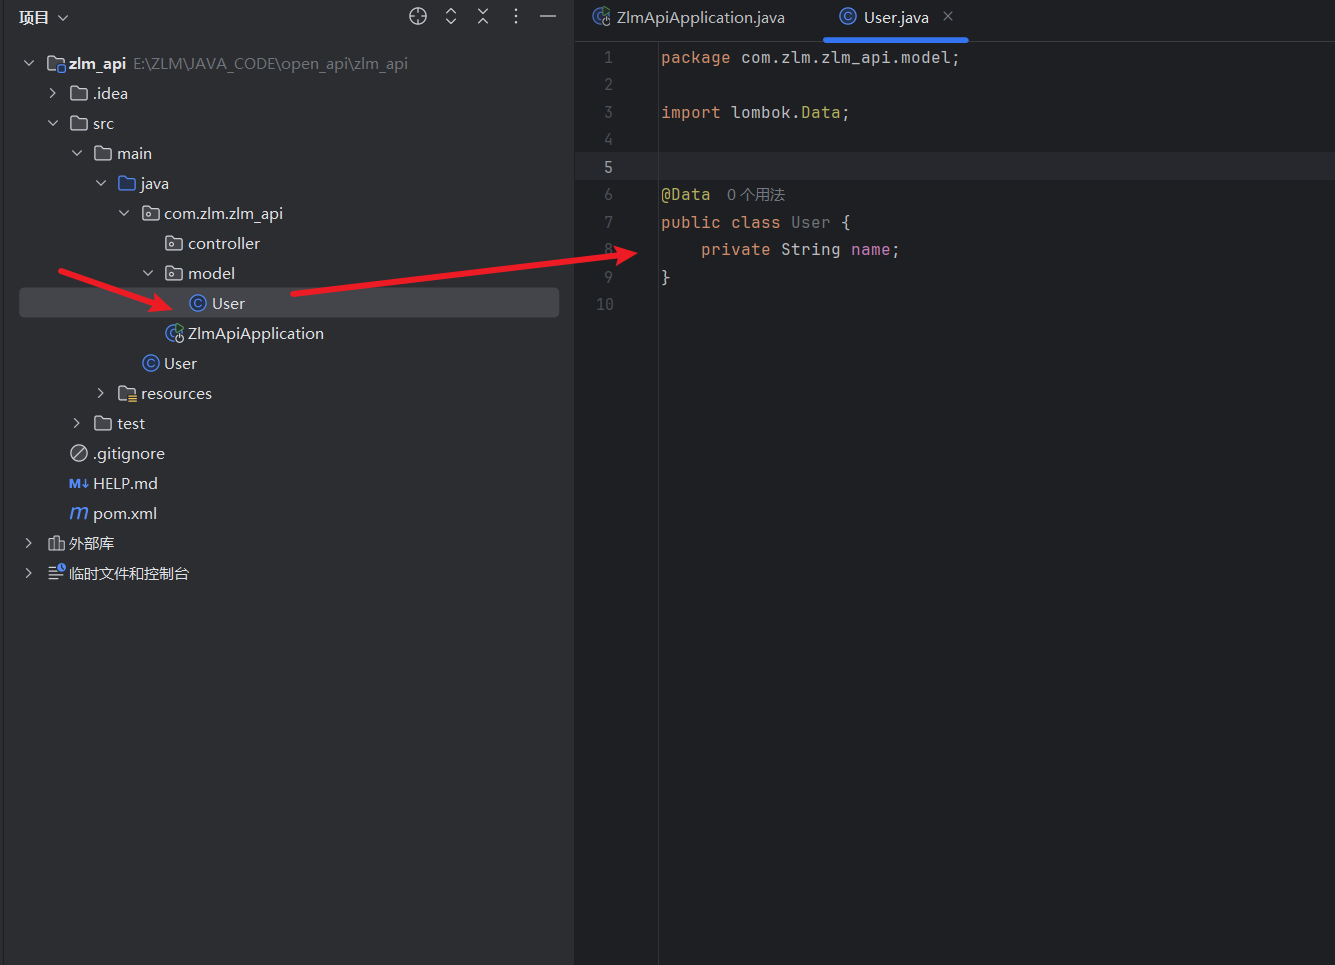 项目
zlm_api E:\ZLM\JAVA_CODE\open_api\zlm_api
.idea
src
main
java
com.zlm.zlm_api
controller
model
User
ZlmApiApplication
User
resources
test
.gitignore
M↓ HELP.md
m pom.xml
外部库
临时文件和控制台
ZlmApiApplication.java
User.java
1 package com.zlm.zlm_api.model;
2
3 import lombok.Data;
4
5
6 @Data 0 个用法
7 public class User {
8 private String name;
9 }
10